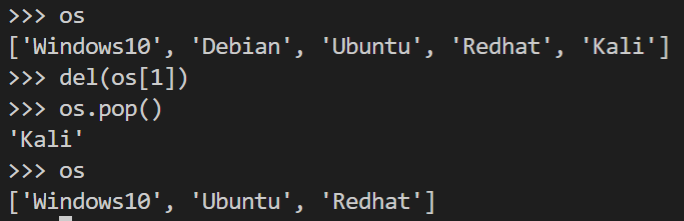 >>> os
['Windows10', 'Debian', 'Ubuntu', 'Redhat', 'Kali']
>>> del(os[1])
>>> os.pop()
'Kali'
>>> os
['Windows10', 'Ubuntu', 'Redhat']